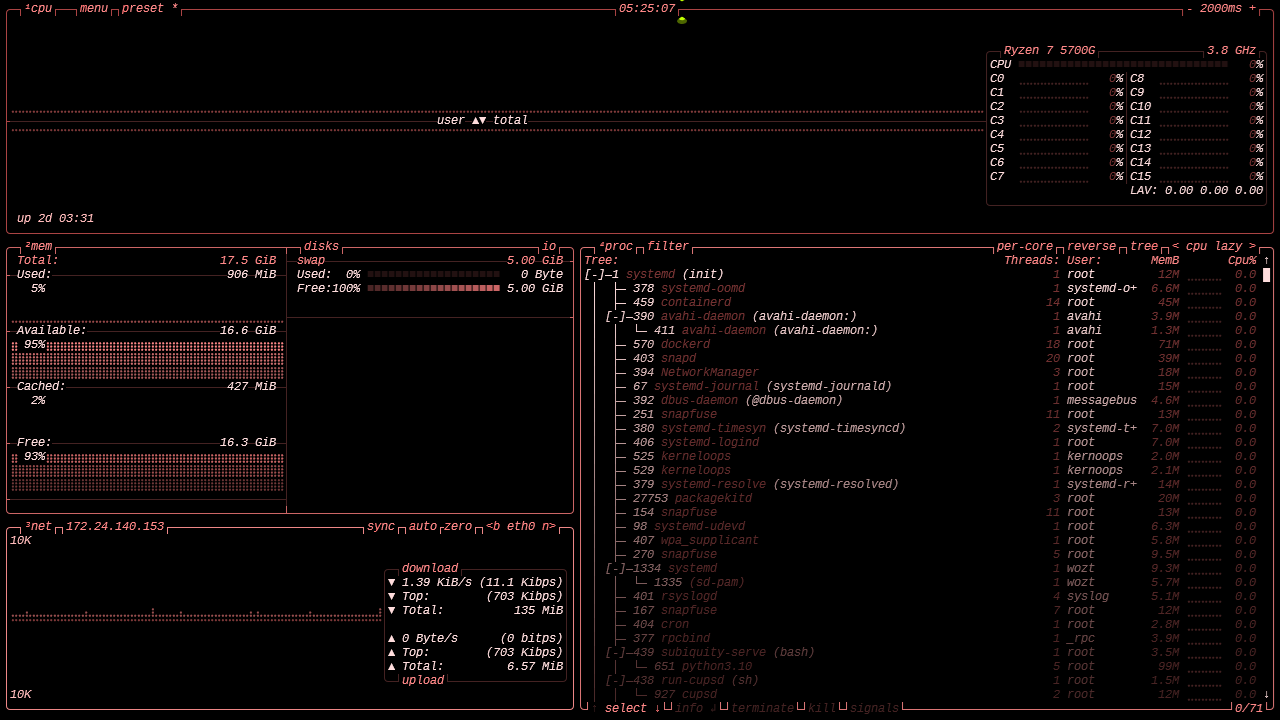 ¹cpu menu preset * 05:25:07 - 2000ms +
Ryzen 7 5700G 3.8 GHz
CPU 0%
C0 0% C8 0%
C1 0% C9 0%
C2 0% C10 0%
C3 0% C11 0%
C4 0% C12 0%
C5 0% C13 0%
C6 0% C14 0%
C7 0% C15 0%
LAV: 0.00 0.00 0.00
user ▲▼ total
up 2d 03:31
²mem
Total: 17.5 GiB
Used: 906 MiB
5%
Available: 16.6 GiB
95%
Cached: 427 MiB
2%
Free: 16.3 GiB
93%
disks io
swap 5.00 GiB
Used: 0% 0 Byte
Free:100% 5.00 GiB
³net 172.24.140.153 sync auto zero <b eth0 n>
10K
download
▼ 1.39 KiB/s (11.1 Kibps)
▼ Top: (703 Kibps)
▼ Total: 135 MiB
▲ 0 Byte/s (0 bitps)
▲ Top: (703 Kibps)
▲ Total: 6.57 MiB
upload
10K
⁴proc filter per-core reverse tree < cpu lazy >
Tree: Threads: User: MemB Cpu% ↑
[-]─1 systemd (init) 1 root 12M 0.0
├─ 378 systemd-oomd 1 systemd-o+ 6.6M 0.0
├─ 459 containerd 14 root 45M 0.0
[-]─390 avahi-daemon (avahi-daemon:) 1 avahi 3.9M 0.0
│ └─ 411 avahi-daemon (avahi-daemon:) 1 avahi 1.3M 0.0
├─ 570 dockerd 18 root 71M 0.0
├─ 403 snapd 20 root 39M 0.0
├─ 394 NetworkManager 3 root 18M 0.0
├─ 67 systemd-journal (systemd-journald) 1 root 15M 0.0
├─ 392 dbus-daemon (@dbus-daemon) 1 messagebus 4.6M 0.0
├─ 251 snapfuse 11 root 13M 0.0
├─ 380 systemd-timesyn (systemd-timesyncd) 2 systemd-t+ 7.0M 0.0
├─ 406 systemd-logind 1 root 7.0M 0.0
├─ 525 kerneloops 1 kernoops 2.0M 0.0
├─ 529 kerneloops 1 kernoops 2.1M 0.0
├─ 379 systemd-resolve (systemd-resolved) 1 systemd-r+ 14M 0.0
├─ 27753 packagekitd 3 root 20M 0.0
├─ 154 snapfuse 11 root 13M 0.0
├─ 98 systemd-udevd 1 root 6.3M 0.0
├─ 407 wpa_supplicant 1 root 5.8M 0.0
├─ 270 snapfuse 5 root 9.5M 0.0
[-]─1334 systemd 1 wozt 9.3M 0.0
│ └─ 1335 (sd-pam) 1 wozt 5.7M 0.0
├─ 401 rsyslogd 4 syslog 5.1M 0.0
├─ 167 snapfuse 7 root 12M 0.0
├─ 404 cron 1 root 2.8M 0.0
├─ 377 rpcbind 1 _rpc 3.9M 0.0
[-]─439 subiquity-serve (bash) 1 root 3.5M 0.0
│ └─ 651 python3.10 5 root 99M 0.0
[-]─438 run-cupsd (sh) 1 root 1.5M 0.0
│ └─ 927 cupsd 2 root 12M 0.0 ↓
↑ select ↓ info ↲ terminate kill signals 0/71